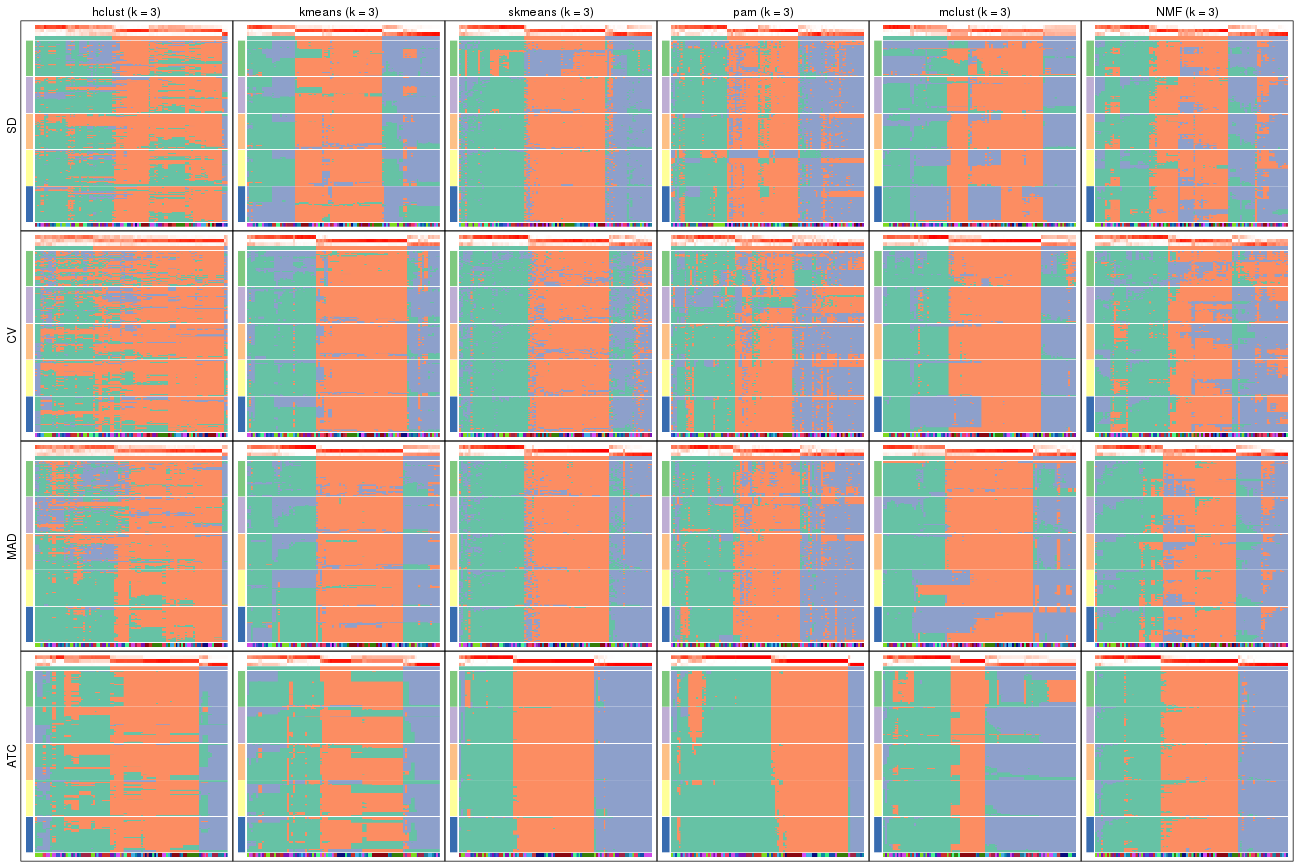 hclust (k = 3) kmeans (k = 3) skmeans (k = 3) pam (k = 3) mclust (k = 3) NMF (k = 3)
SD
CV
MAD
ATC